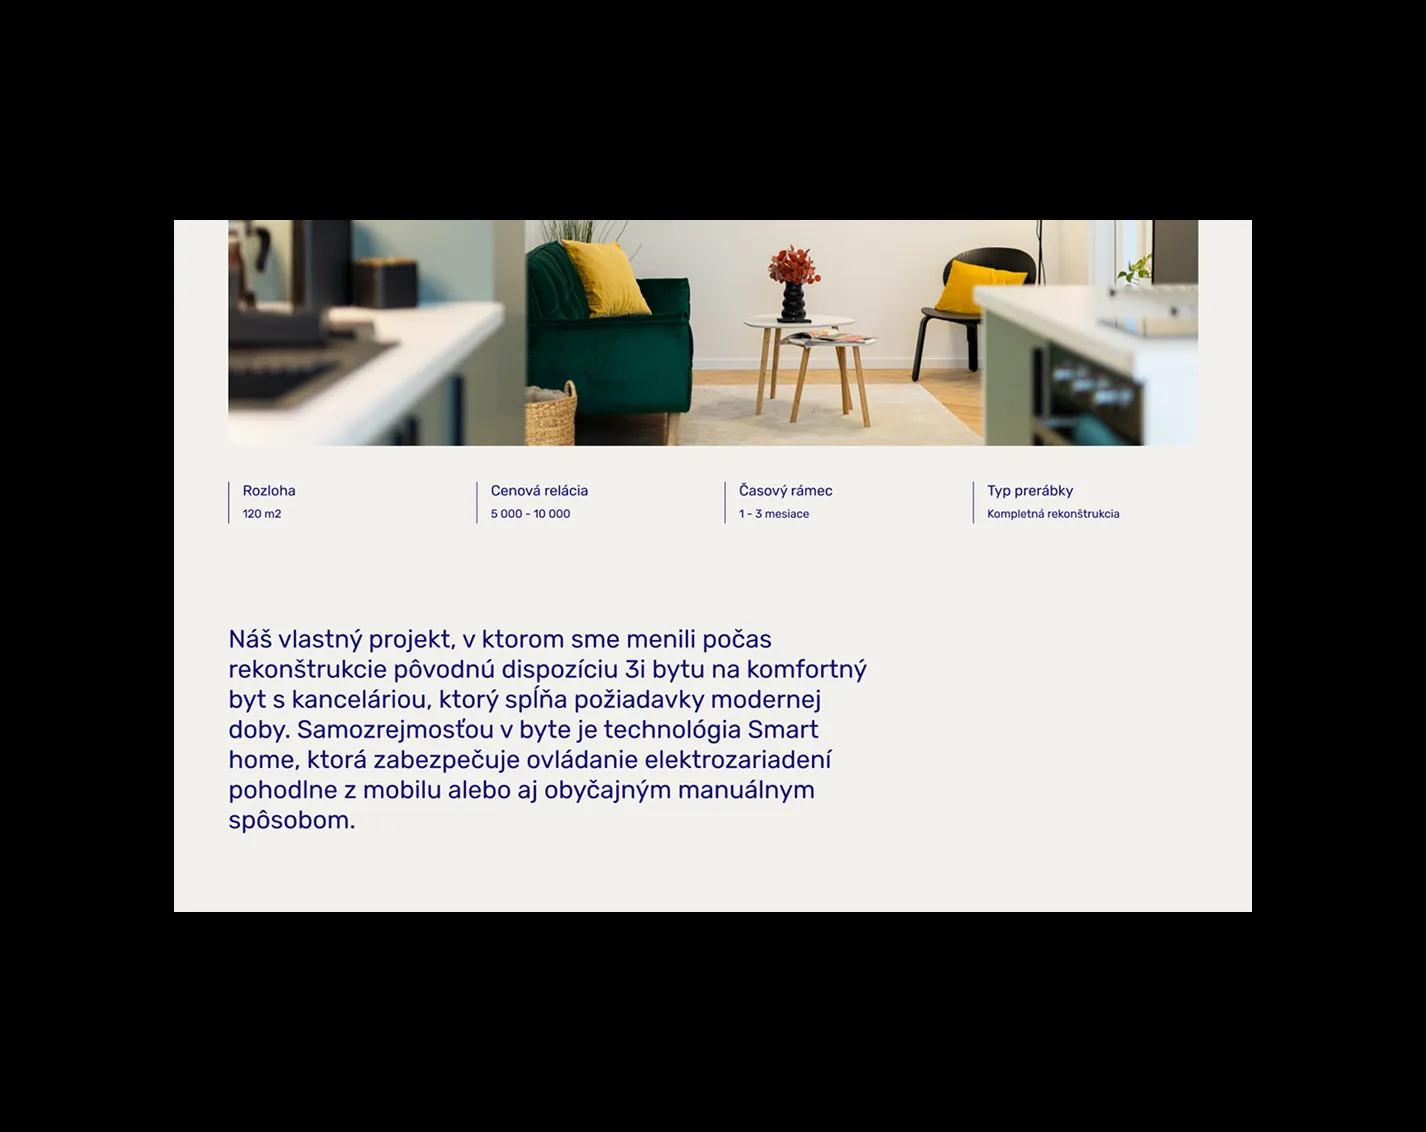 Rozloha
120 m2
Cenová relácia
5 000 - 10 000
Časový rámec
1 - 3 mesiace
Typ prerábky
Kompletná rekonštrukcia
Náš vlastný projekt, v ktorom sme menili počas
rekonštrukcie pôvodnú dispozíciu 3i bytu na komfortný
byt s kanceláriou, ktorý spĺňa požiadavky modernej
doby. Samozrejmosťou v byte je technológia Smart
home, ktorá zabezpečuje ovládanie elektrozariadení
pohodlne z mobilu alebo aj obyčajným manuálnym
spôsobom.